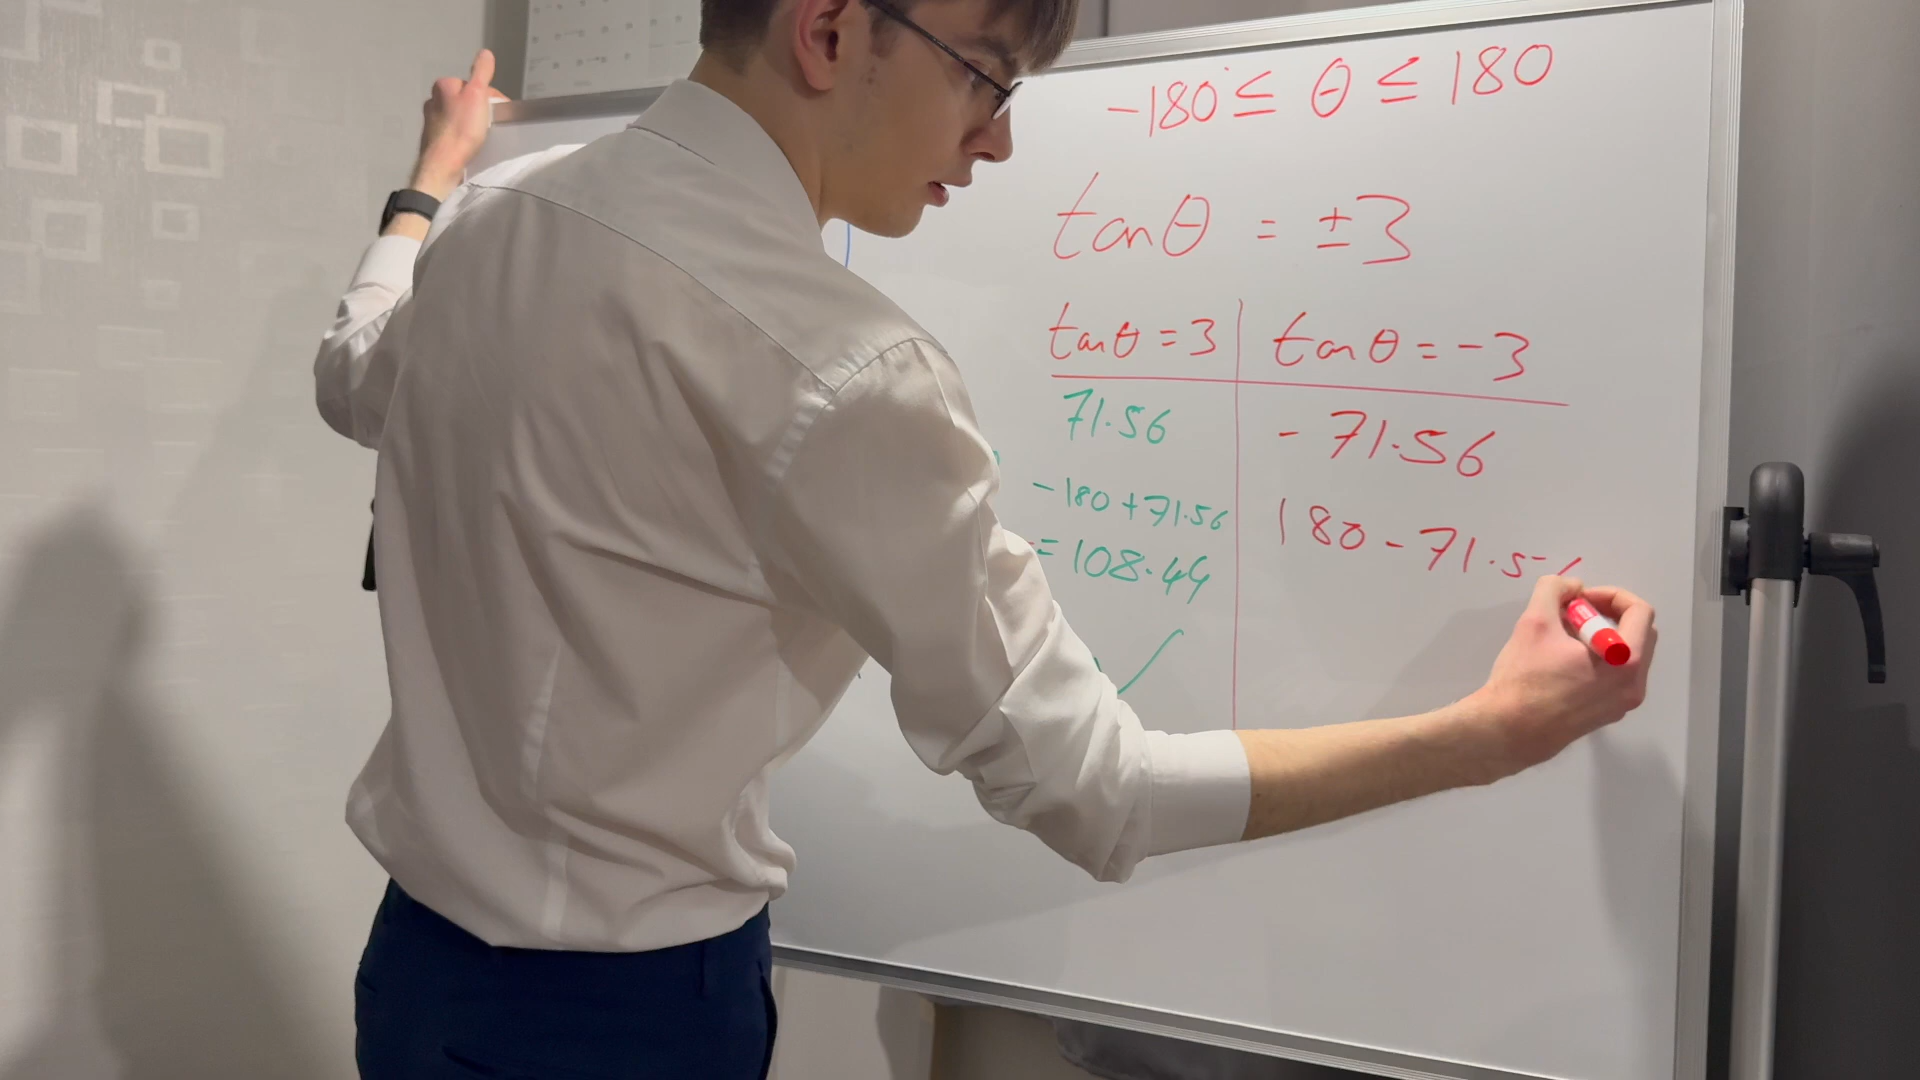 -180° ≤ θ ≤ 180
tanθ = ±3
tanθ = 3
71.56
-180+71.56
= 108.44
tanθ = -3
-71.56
180-71.56